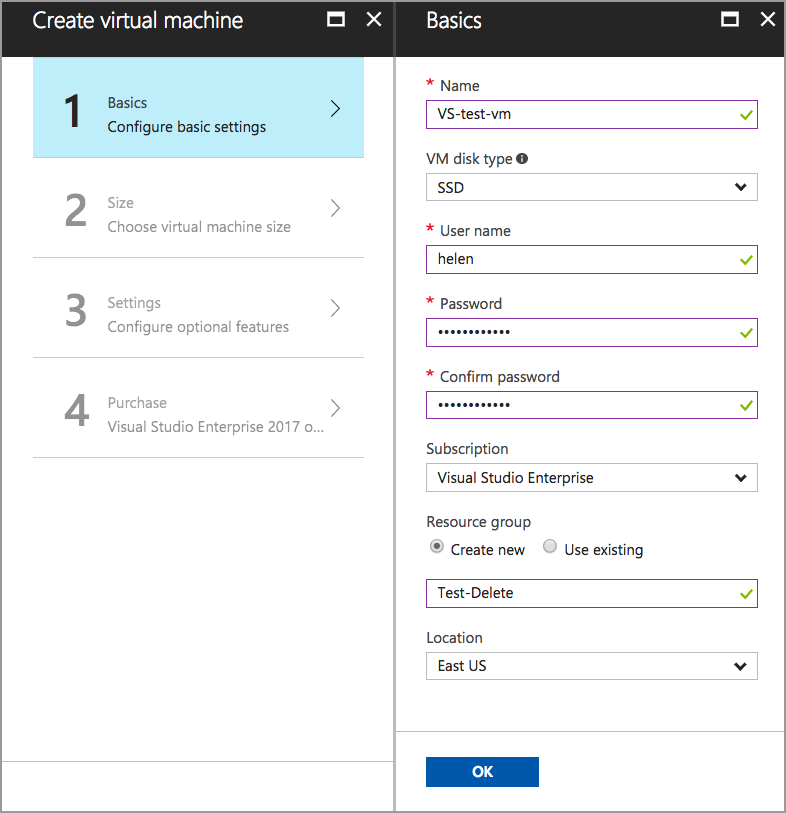 Create virtual machine
1
Basics
Configure basic settings
2
Size
Choose virtual machine size
3
Settings
Configure optional features
4
Purchase
Visual Studio Enterprise 2017 o...
Basics
* Name
VS-test-vm
VM disk type
SSD
* User name
helen
* Password
••••••••••••
* Confirm password
••••••••••••
Subscription
Visual Studio Enterprise
Resource group
Create new Use existing
Test-Delete
Location
East US
OK